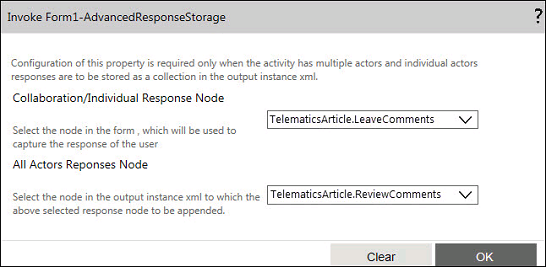 Invoke Form1-AdvancedResponseStorage
?
Configuration of this property is required only when the activity has multiple actors and individual actors
responses are to be stored as a collection in the output instance xml.
Collaboration/Individual Response Node
Select the node in the form , which will be used to
capture the response of the user
TelematicsArticle.LeaveComments
All Actors Reponses Node
Select the node in the output instance xml to which the
above selected response node to be appended.
TelematicsArticle.ReviewComments
Clear
OK